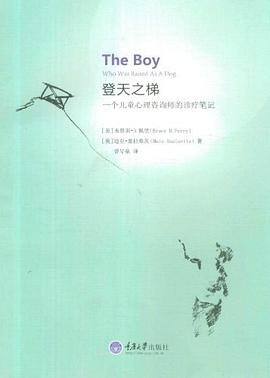 The Boy
Who Was Raised As A Dog
登天之梯
一个儿童心理咨询师的诊疗笔记
[美]布鲁斯·D.佩里(Bruce D.Perry)
[美]迈亚·塞拉维茨(Maia Szalavitz) 著
曾早垒 译
重庆大学出版社